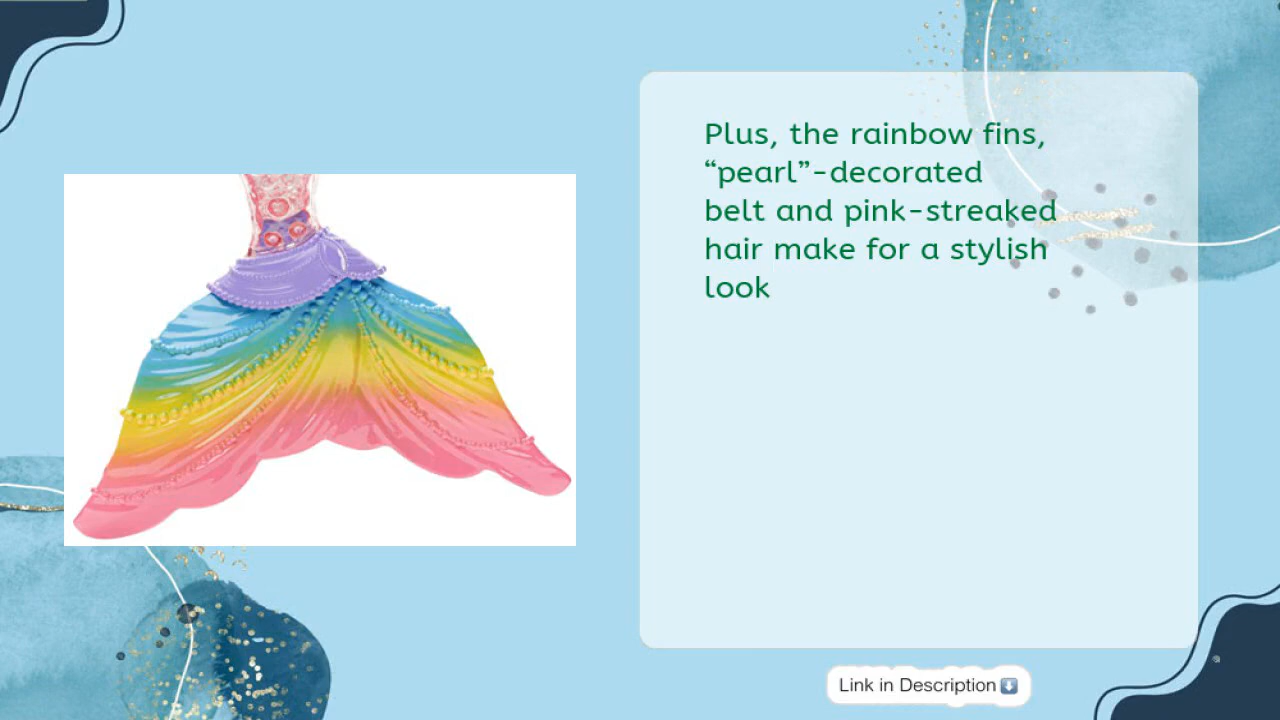 Plus, the rainbow fins,
“pearl”-decorated
belt and pink-streaked
hair make for a stylish
look
Link in Description